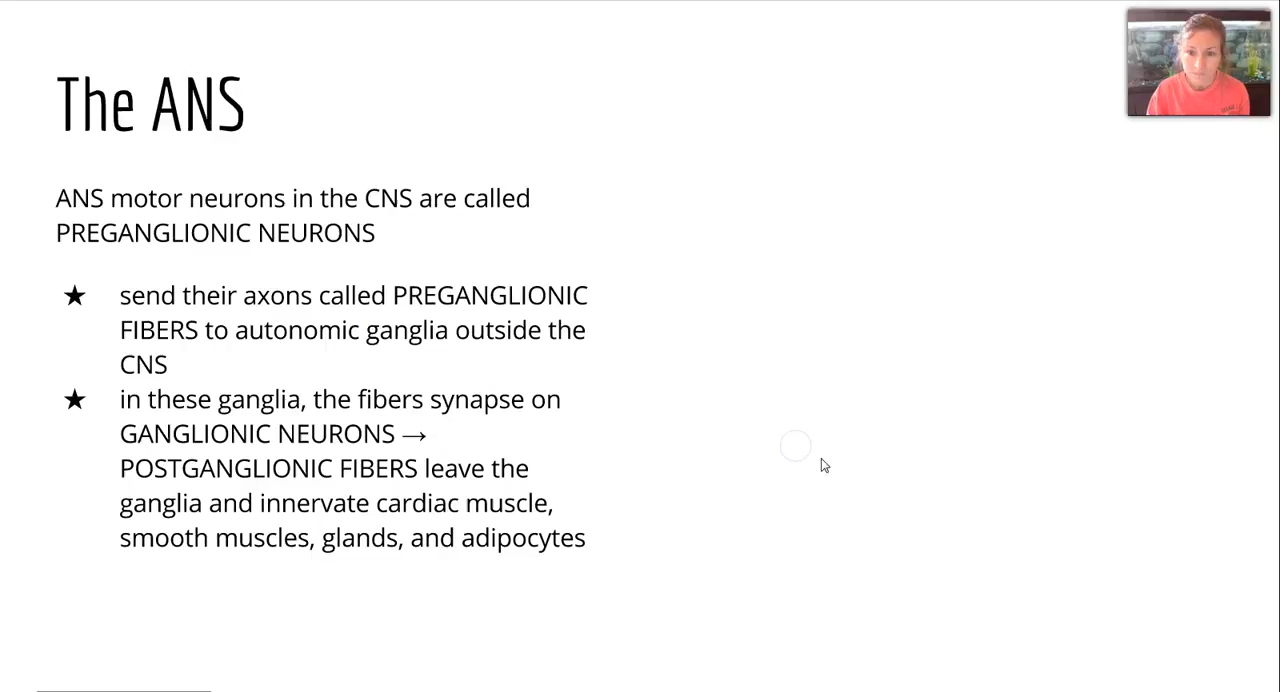 The ANS
ANS motor neurons in the CNS are called
PREGANGLIONIC NEURONS
★ send their axons called PREGANGLIONIC
FIBERS to autonomic ganglia outside the
CNS
★ in these ganglia, the fibers synapse on
GANGLIONIC NEURONS →
POSTGANGLIONIC FIBERS leave the
ganglia and innervate cardiac muscle,
smooth muscles, glands, and adipocytes